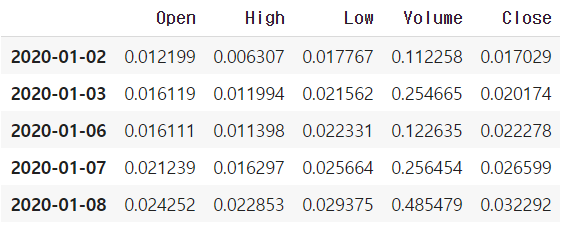 Open High Low Volume Close
2020-01-02 0.012199 0.006307 0.017767 0.112258 0.017029
2020-01-03 0.016119 0.011994 0.021562 0.254665 0.020174
2020-01-06 0.016111 0.011398 0.022331 0.122635 0.022278
2020-01-07 0.021239 0.016297 0.025664 0.256454 0.026599
2020-01-08 0.024252 0.022853 0.029375 0.485479 0.032292